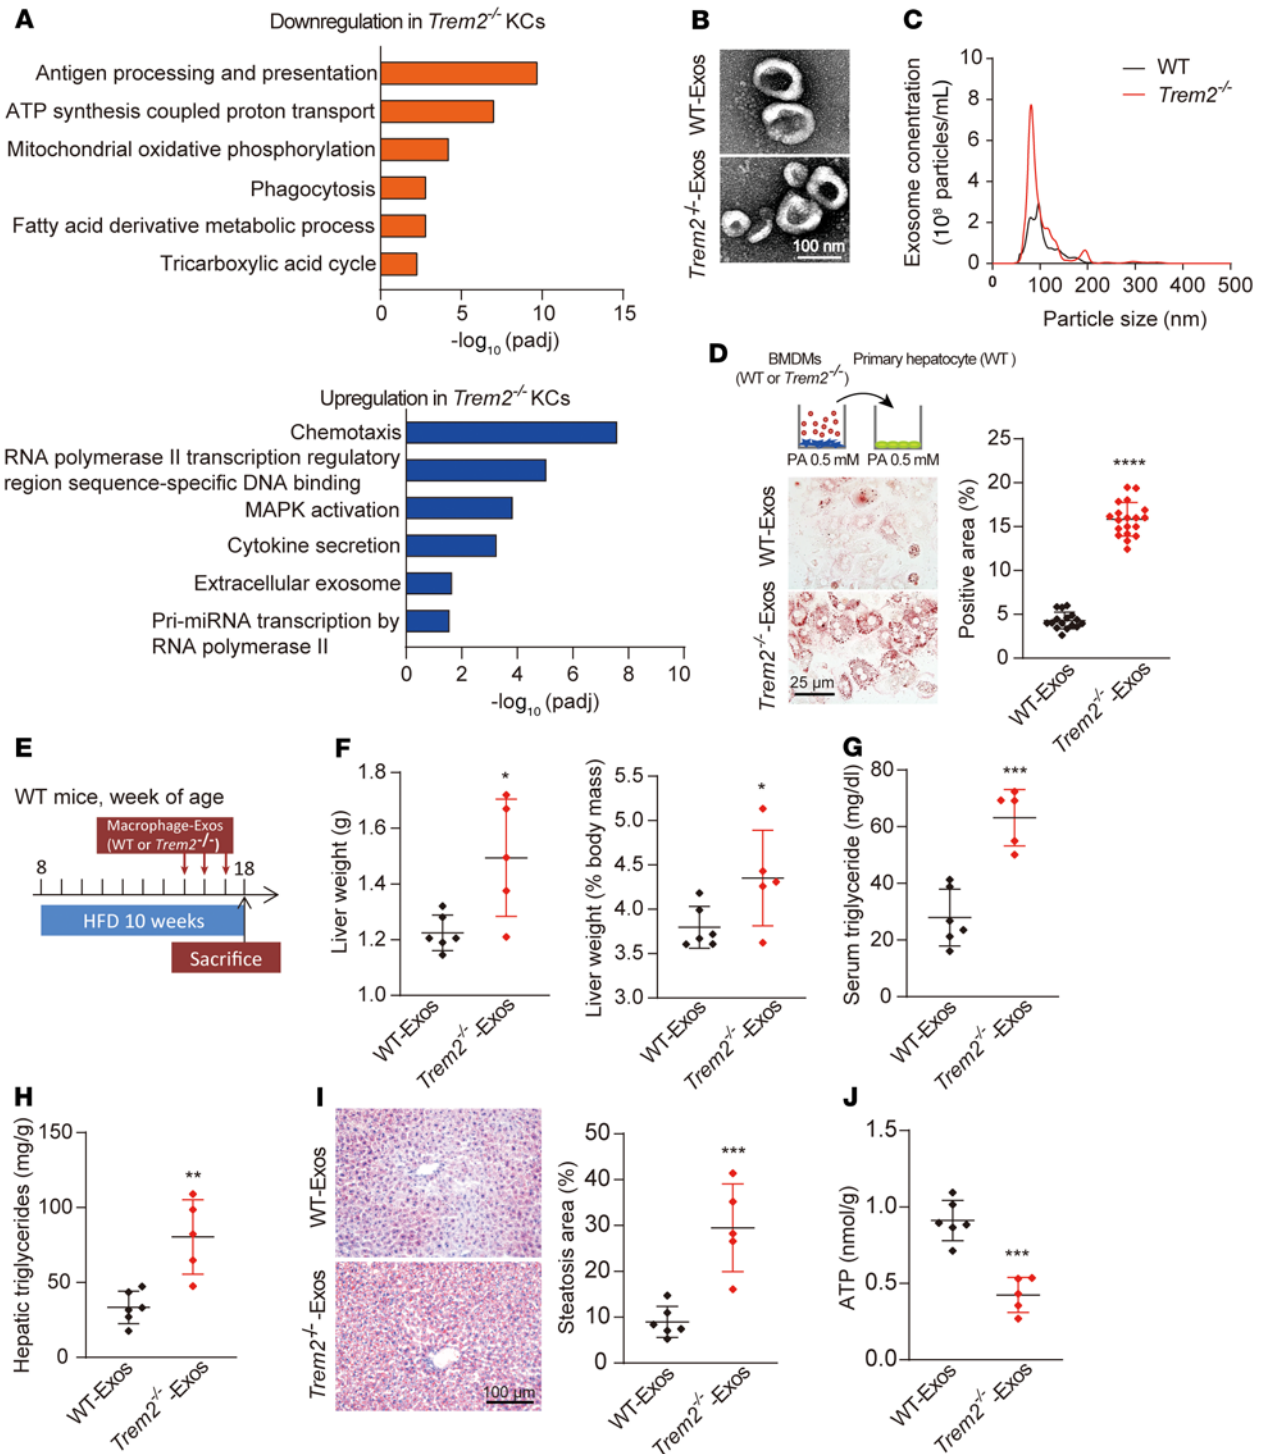 A
Downregulation in Trem2-/- KCs
Antigen processing and presentation
ATP synthesis coupled proton transport
Mitochondrial oxidative phosphorylation
Phagocytosis
Fatty acid derivative metabolic process
Tricarboxylic acid cycle
0 5 10 15
-log10 (padj)
Upregulation in Trem2-/- KCs
Chemotaxis
RNA polymerase II transcription regulatory
region sequence-specific DNA binding
MAPK activation
Cytokine secretion
Extracellular exosome
Pri-miRNA transcription by
RNA polymerase II
0 2 4 6 8 10
-log10 (padj)
B
WT-Exos
Trem2-/--Exos
100 nm
C
Exosome conentration
(10⁸ particles/mL)
10
8
6
4
2
0
0 100 200 300 400 500
Particle size (nm)
WT
Trem2-/-
D
BMDMs
(WT or Trem2-/-)
Primary hepatocyte (WT )
PA 0.5 mM PA 0.5 mM
WT-Exos
Trem2-/--Exos
25 µm
Positive area (%)
25
20
15
10
5
0
****
WT-Exos
Trem2-/--Exos
E
WT mice, week of age
Macrophage-Exos
(WT or Trem2-/-)
8 18
HFD 10 weeks
Sacrifice
F
Liver weight (g)
1.8
1.6
1.4
1.2
1.0
*
WT-Exos
Trem2-/- -Exos
Liver weight (% body mass)
5.5
5.0
4.5
4.0
3.5
3.0
*
WT-Exos
Trem2-/- -Exos
G
Serum triglyceride (mg/dl)
80
60
40
20
0
***
WT-Exos
Trem2-/- -Exos
H
Hepatic triglycerides (mg/g)
150
100
50
0
**
WT-Exos
Trem2-/- -Exos
I
WT-Exos
Trem2-/- -Exos
100 µm
Steatosis area (%)
50
40
30
20
10
0
***
WT-Exos
Trem2-/- -Exos
J
ATP (nmol/g)
1.5
1.0
0.5
0.0
***
WT-Exos
Trem2-/- -Exos